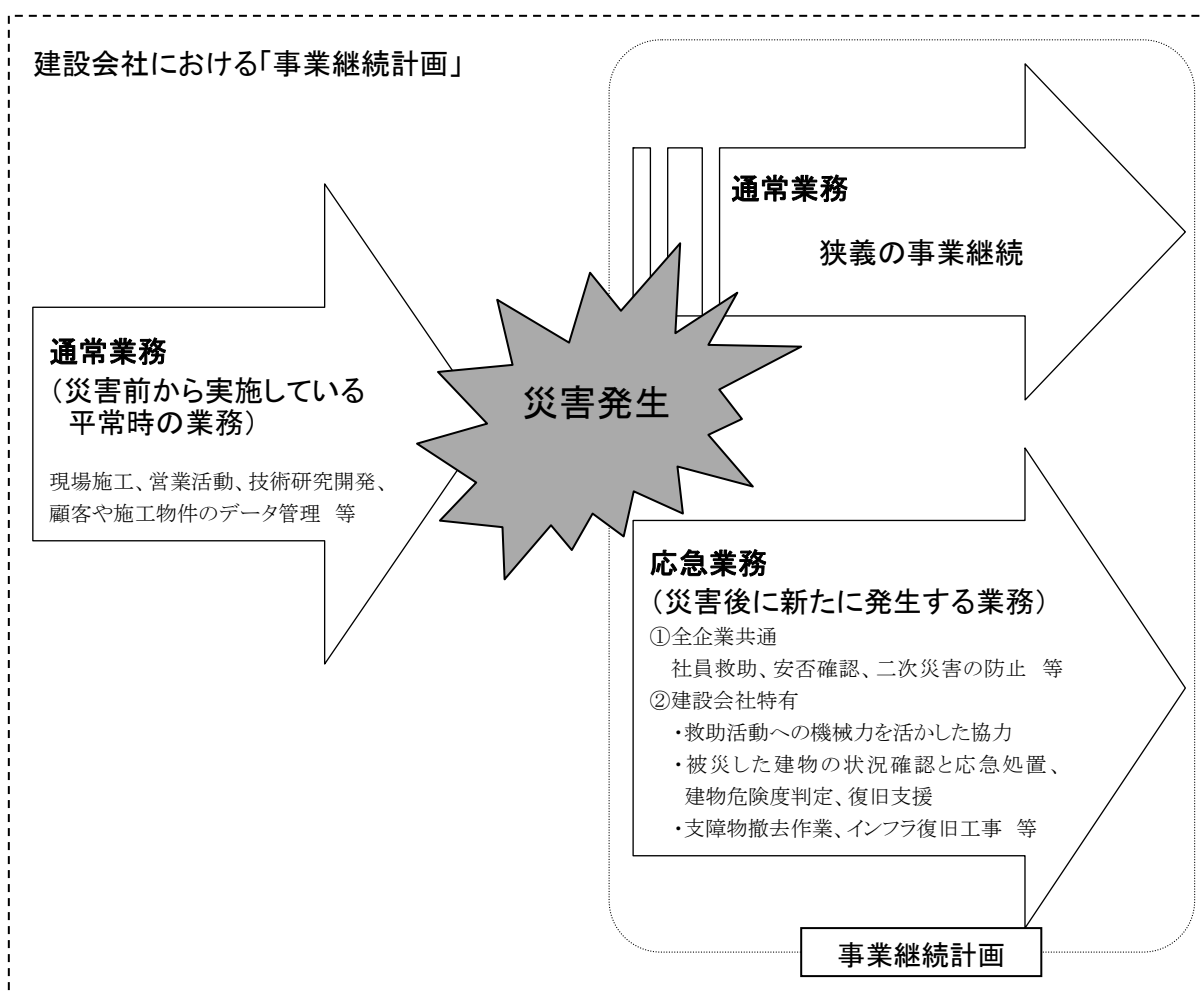 建設会社における「事業継続計画」
通常業務
(災害前から実施している
平常時の業務)
現場施工、営業活動、技術研究開発、
顧客や施工物件のデータ管理 等
災害発生
通常業務
狭義の事業継続
応急業務
(災害後に新たに発生する業務)
①全企業共通
社員救助、安否確認、二次災害の防止 等
②建設会社特有
・救助活動への機械力を活かした協力
・被災した建物の状況確認と応急処置、
建物危険度判定、復旧支援
・支障物撤去作業、インフラ復旧工事 等
事業継続計画